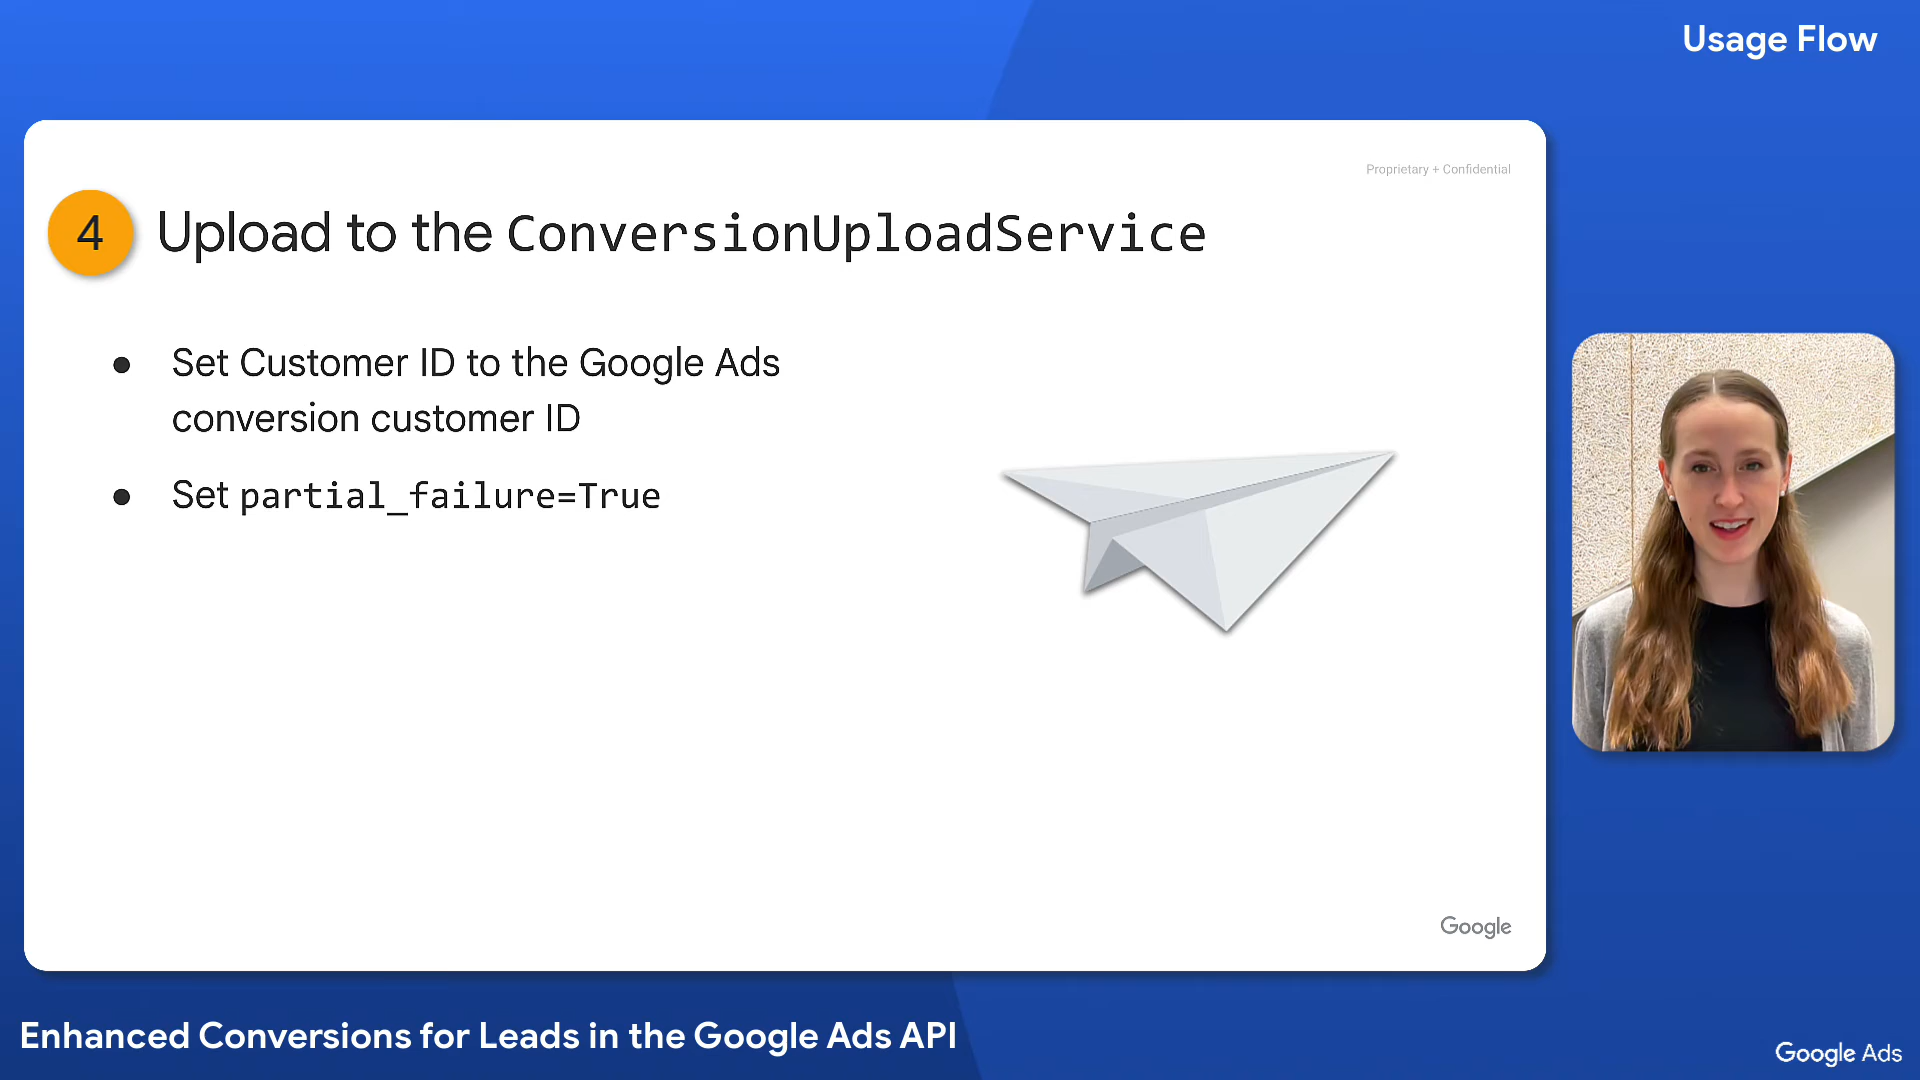 Usage Flow
Proprietary + Confidential
4 Upload to the ConversionUploadService
● Set Customer ID to the Google Ads
conversion customer ID
● Set partial_failure=True
Google
Enhanced Conversions for Leads in the Google Ads API
Google Ads